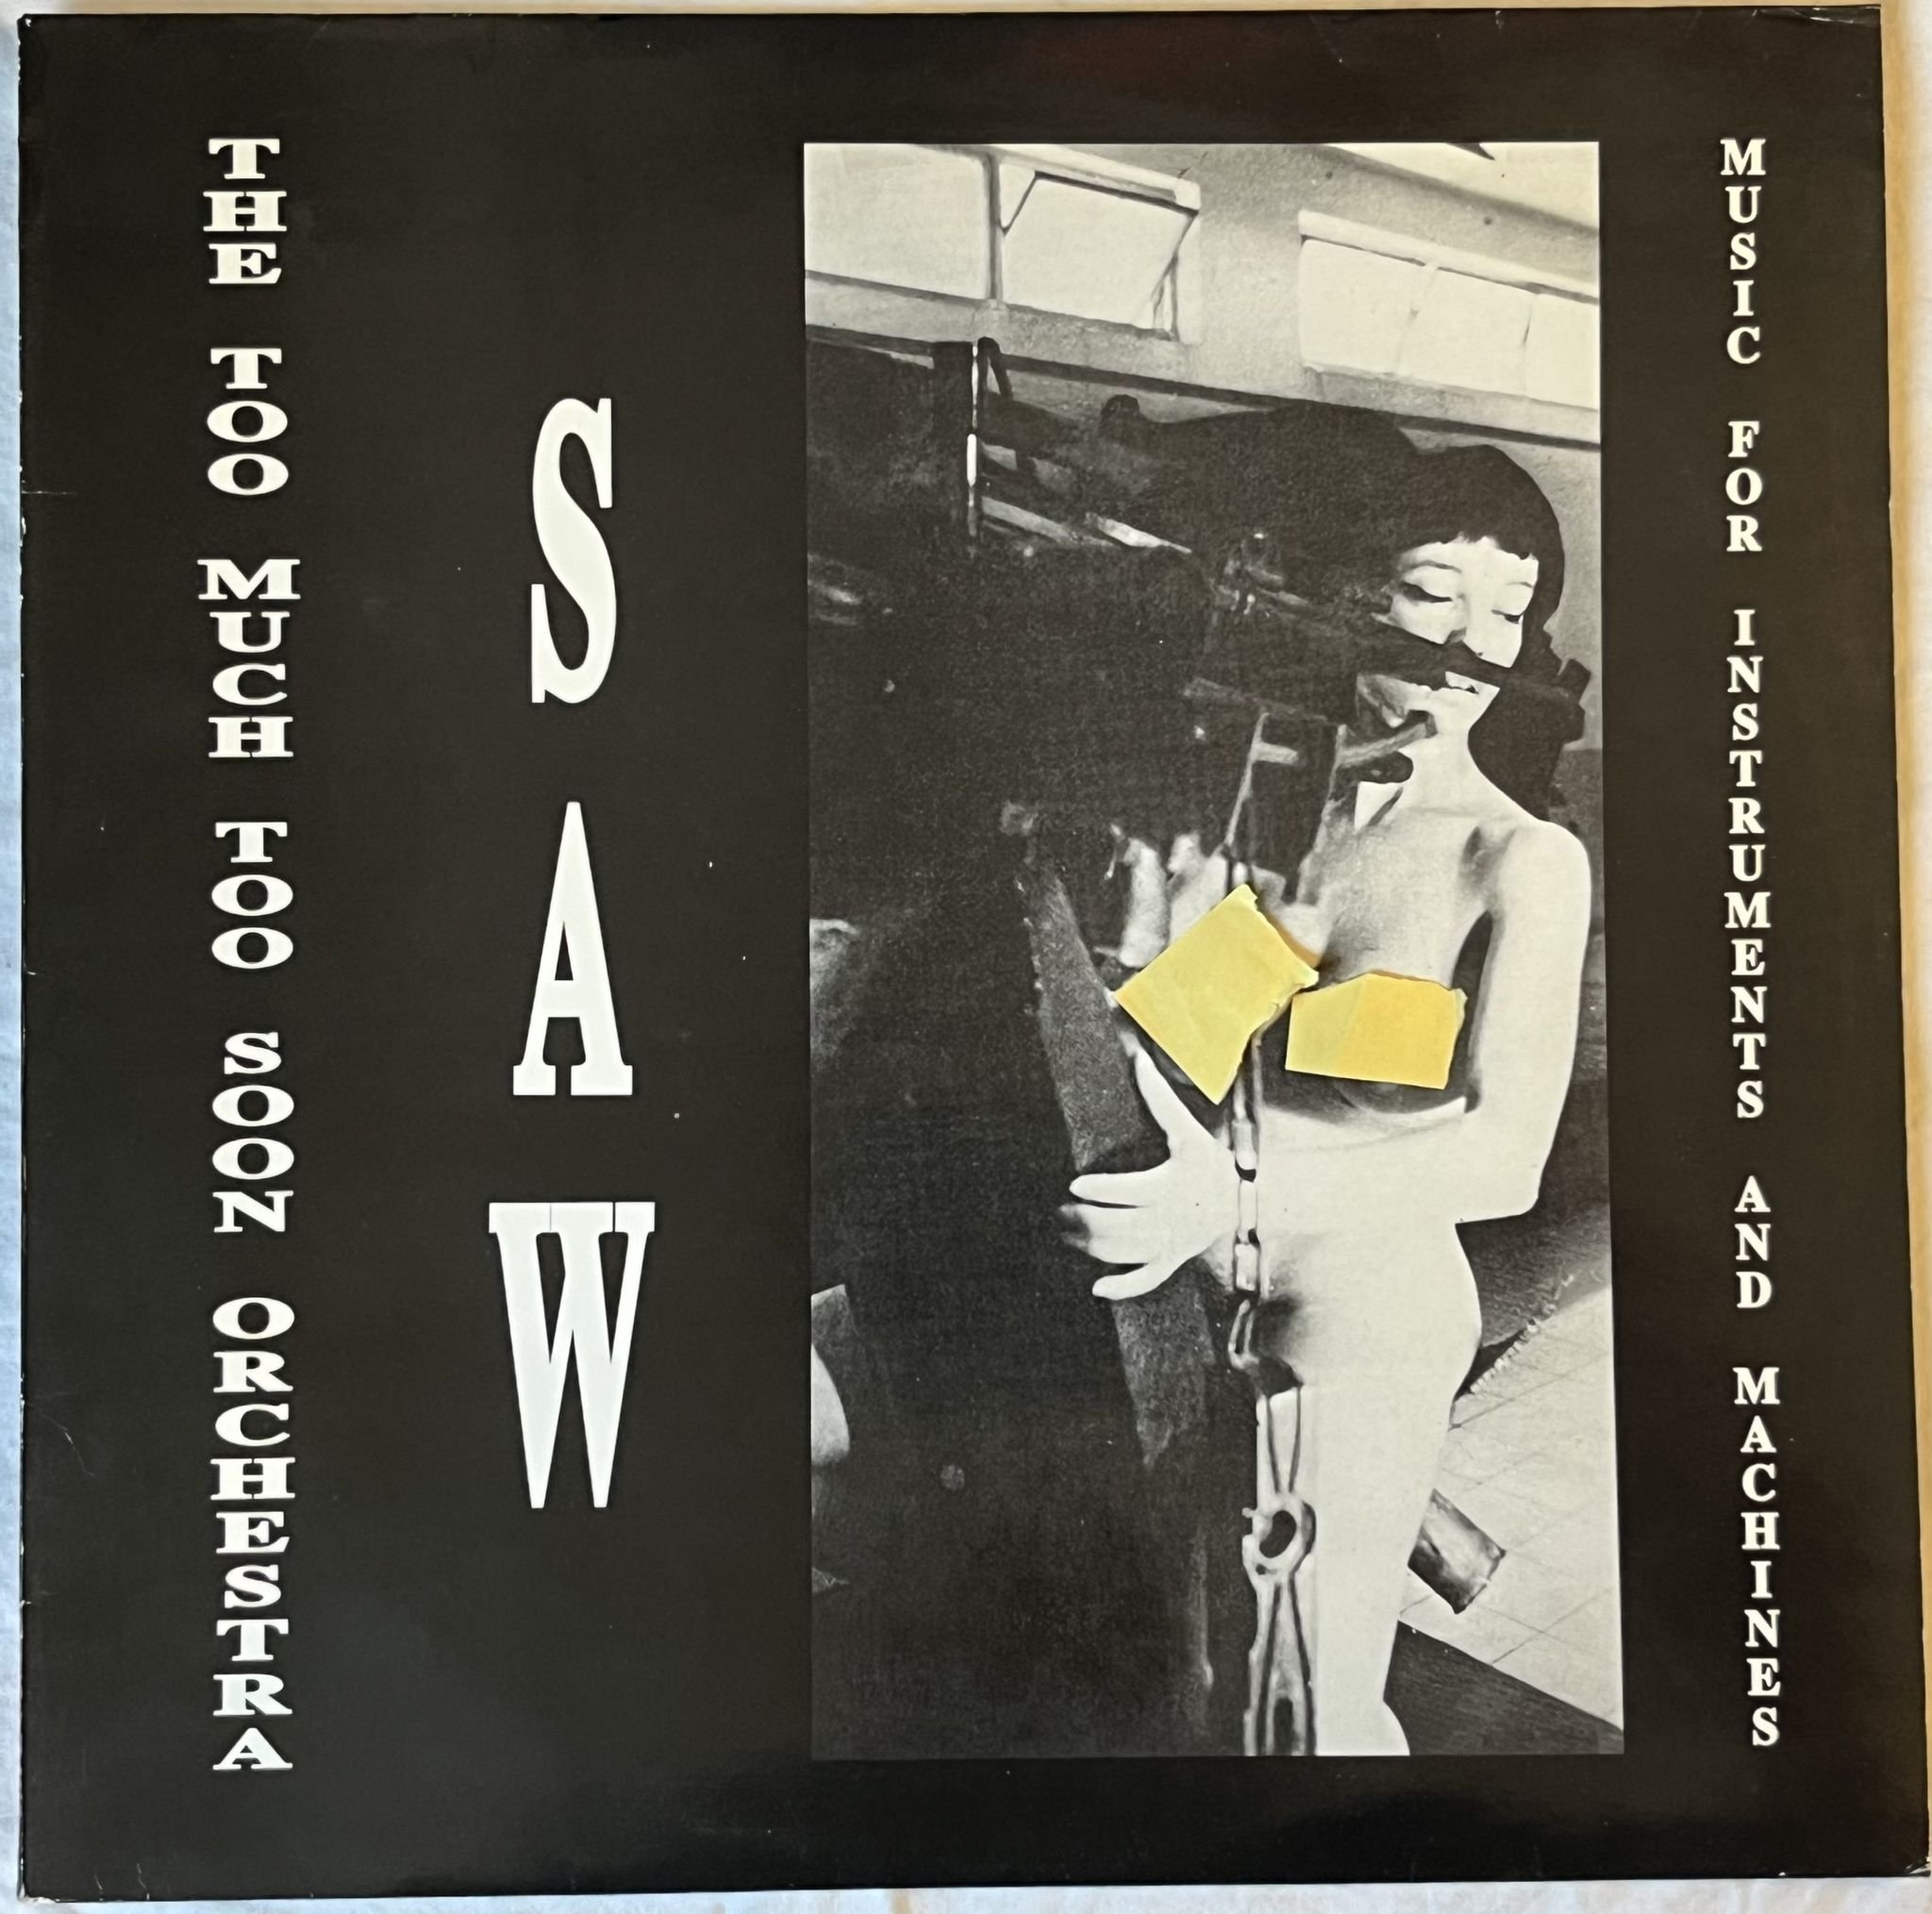 THE TOO MUCH TOO SOON ORCHESTRA
SAW
MUSIC FOR INSTRUMENTS AND MACHINES